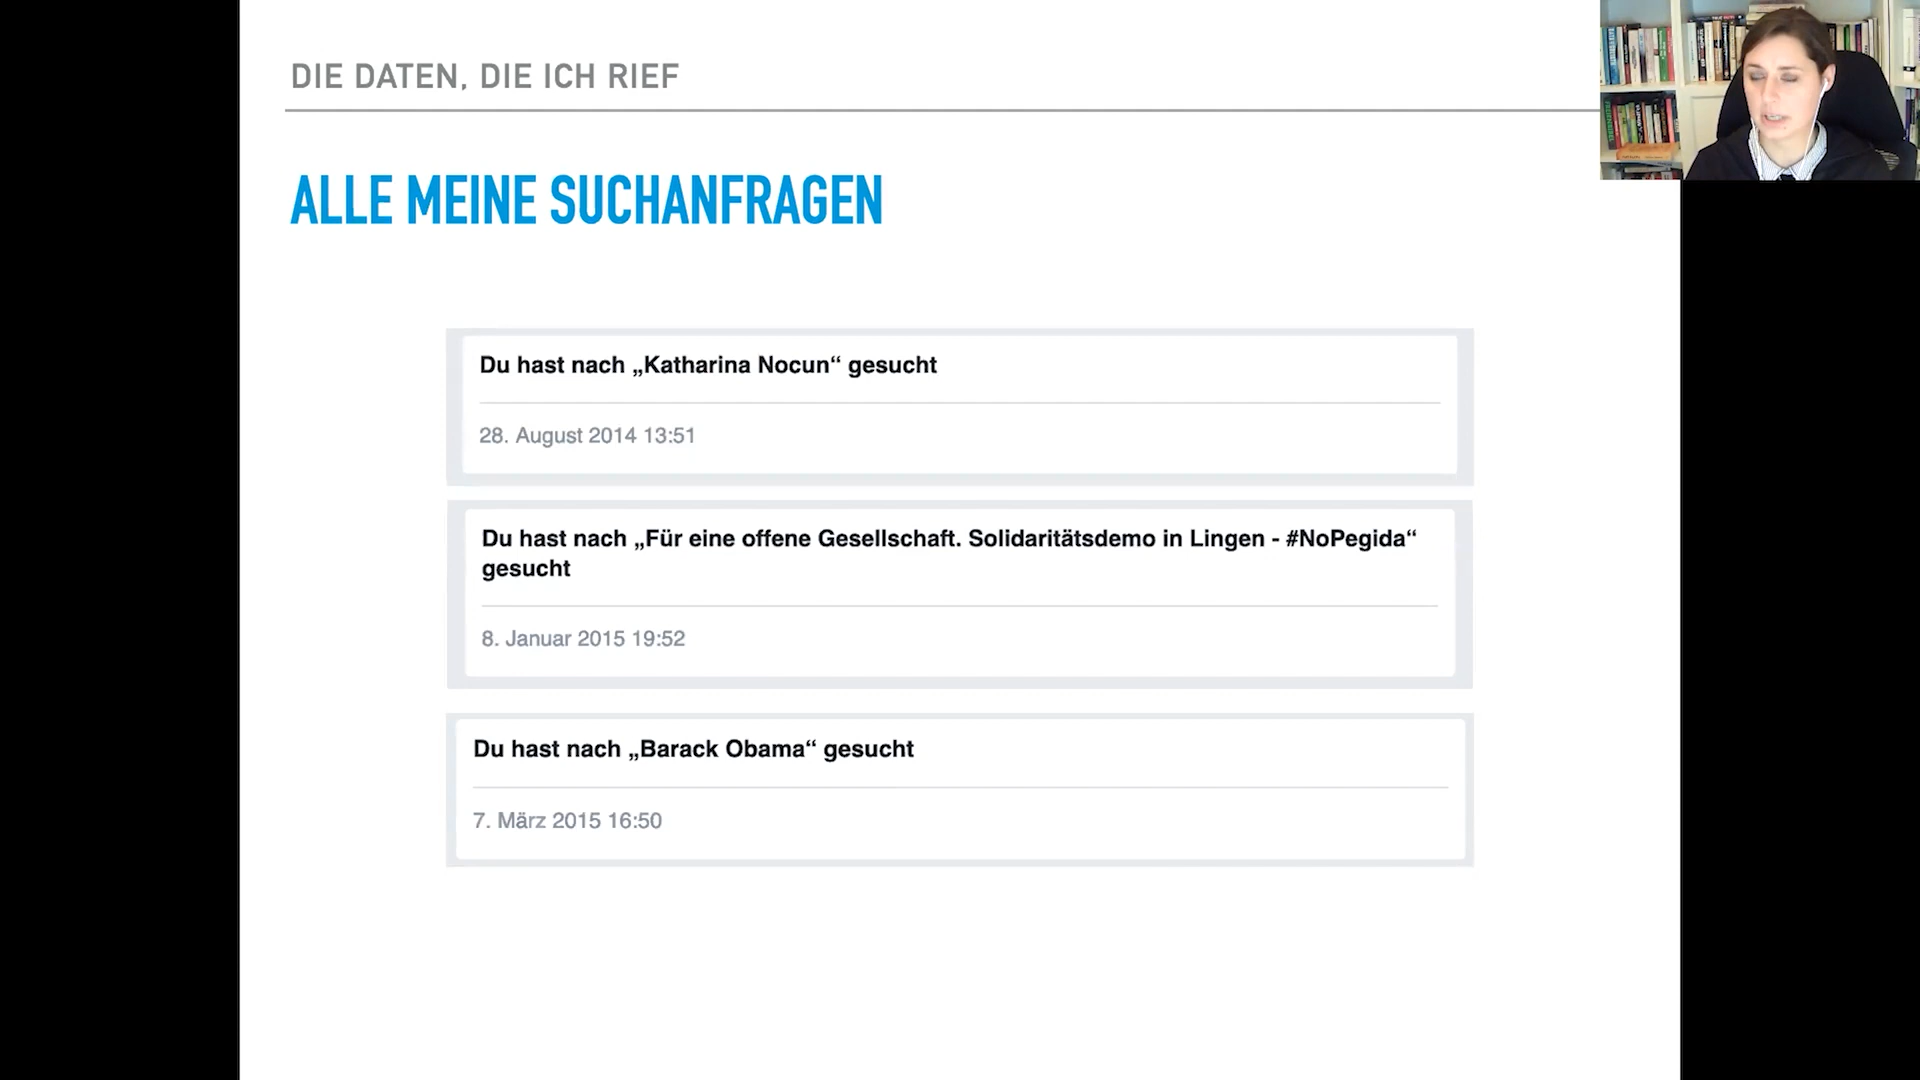 DIE DATEN, DIE ICH RIEF
ALLE MEINE SUCHANFRAGEN
Du hast nach „Katharina Nocun“ gesucht
28. August 2014 13:51
Du hast nach „Für eine offene Gesellschaft. Solidaritätsdemo in Lingen - #NoPegida“
gesucht
8. Januar 2015 19:52
Du hast nach „Barack Obama“ gesucht
7. März 2015 16:50